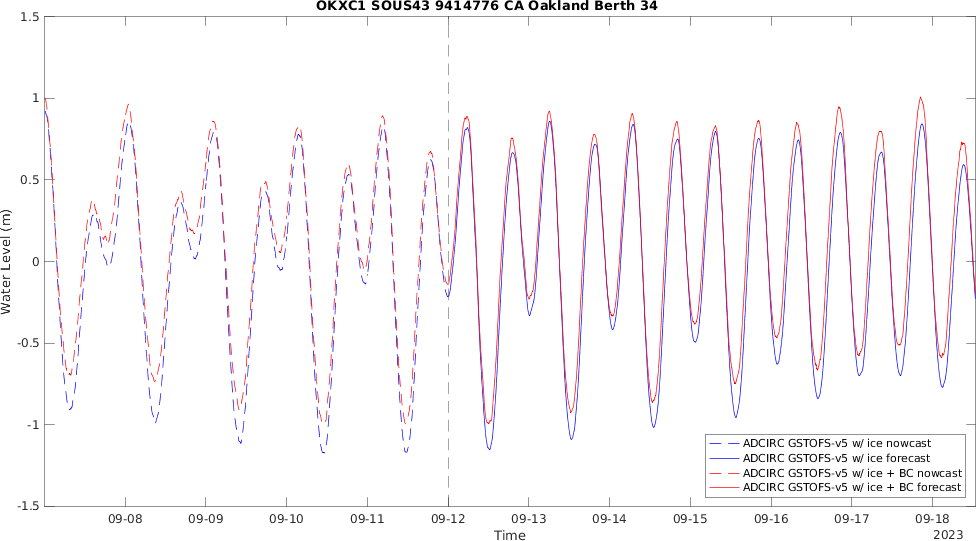 OKXC1 SOUS43 9414776 CA Oakland Berth 34
1.5
1
0.5
0
-0.5
-1
-1.5
Water Level (m)
09-08 09-09 09-10 09-11 09-12 09-13 09-14 09-15 09-16 09-17 09-18
Time
2023
ADCIRC GSTOFS-v5 w/ ice nowcast
ADCIRC GSTOFS-v5 w/ ice forecast
ADCIRC GSTOFS-v5 w/ ice + BC nowcast
ADCIRC GSTOFS-v5 w/ ice + BC forecast